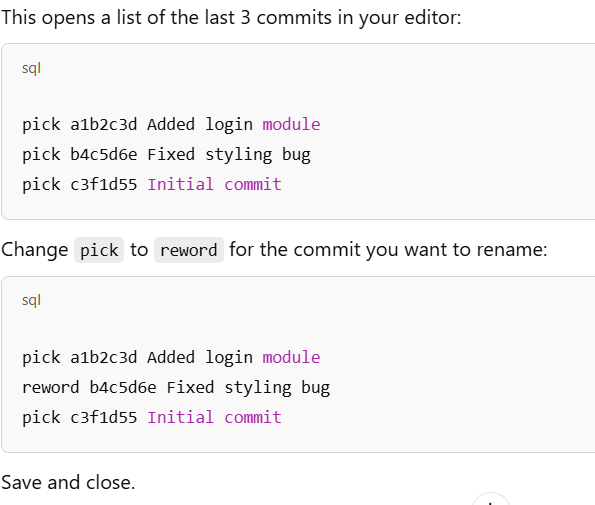 This opens a list of the last 3 commits in your editor:
sql
pick a1b2c3d Added login module
pick b4c5d6e Fixed styling bug
pick c3f1d55 Initial commit
Change pick to reword for the commit you want to rename:
sql
pick a1b2c3d Added login module
reword b4c5d6e Fixed styling bug
pick c3f1d55 Initial commit
Save and close.